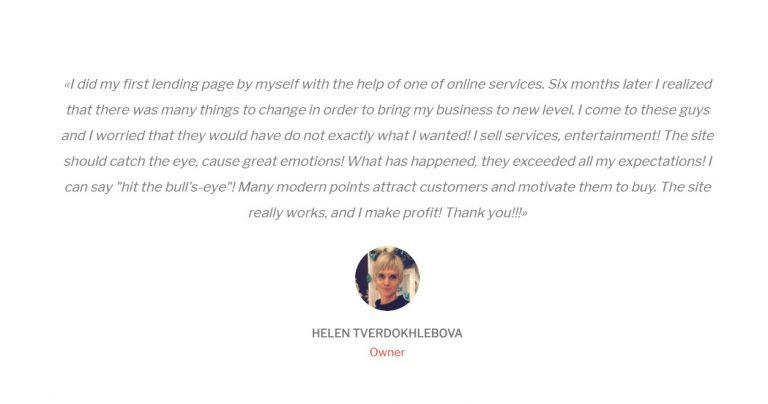 «I did my first lending page by myself with the help of one of online services. Six months later I realized
that there was many things to change in order to bring my business to new level. I come to these guys
and I worried that they would have do not exactly what I wanted! I sell services, entertainment! The site
should catch the eye, cause great emotions! What has happened, they exceeded all my expectations! I
can say "hit the bull's-eye"! Many modern points attract customers and motivate them to buy. The site
really works, and I make profit! Thank you!!!»
HELEN TVERDOKHLEBOVA
Owner